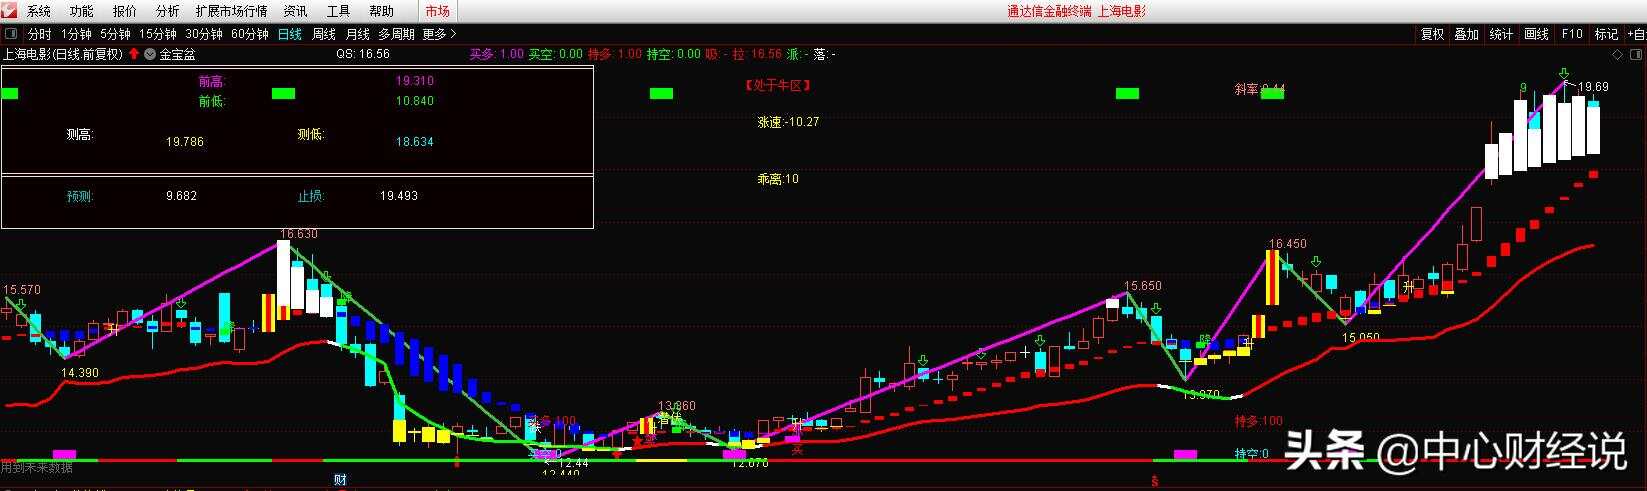 系统 功能 报价 分析 扩展市场行情 资讯 工具 帮助 市场 通达信金融终端 上海电影
分时 1分钟 5分钟 15分钟 30分钟 60分钟 日线 周线 月线 多周期 更多> 复权 叠加 统计 画线 F10 标记 +自
上海电影(日线.前复权) 金宝盆 QS: 16.56 买多: 1.00 买空: 0.00 持多: 1.00 持空: 0.00 吸: - 拉: 16.56 派: - 落: -
前高: 19.310
前低: 10.840
测高: 19.786 测低: 18.634
预测: 9.682 止损: 19.493
【处于牛区】
涨速:-10.27
乖离:10
斜率:0.44
9
19.69
16.630
16.450
15.570
15.650
14.390
15.050
13.970
升
升
降
13.860
买多:100
持多:100
买空:0
持空:0
12.44
12.440
12.670
用到未来数据
财
头条 @中心财经说